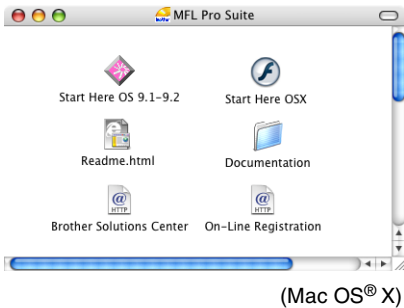 MFL Pro Suite
Start Here OS 9.1-9.2 Start Here OSX
Readme.html Documentation
@ @
HTTP HTTP
Brother Solutions Center On-Line Registration
(Mac OS® X)